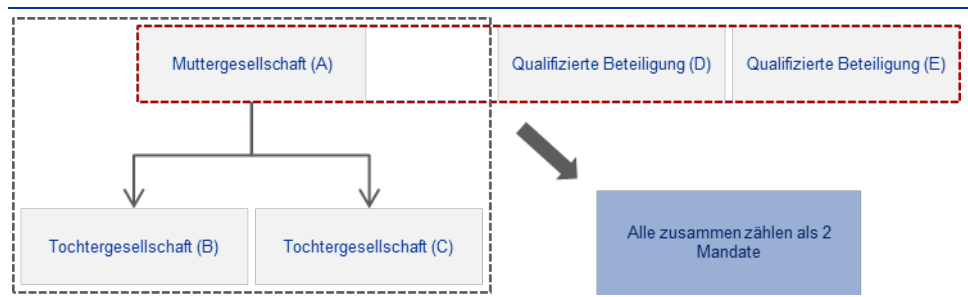 Muttergesellschaft (A)
Qualifizierte Beteiligung (D)
Qualifizierte Beteiligung (E)
Tochtergesellschaft (B)
Tochtergesellschaft (C)
Alle zusammen zählen als 2
Mandate